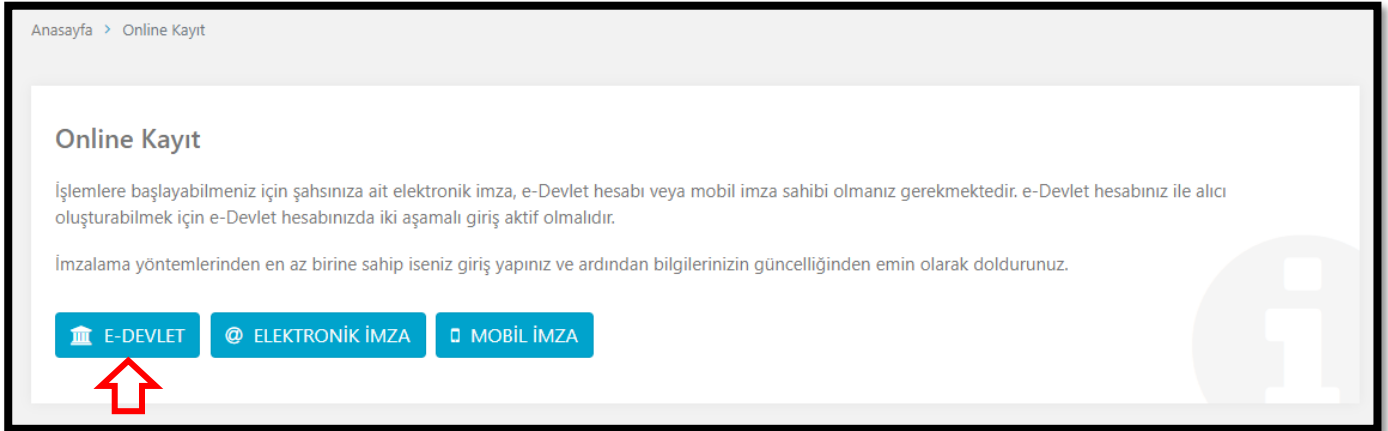 Anasayfa > Online Kayıt
Online Kayıt
İşlemlere başlayabilmeniz için şahsınıza ait elektronik imza, e-Devlet hesabı veya mobil imza sahibi olmanız gerekmektedir. e-Devlet hesabınız ile alıcı
oluşturabilmek için e-Devlet hesabınızda iki aşamalı giriş aktif olmalıdır.
İmzalama yöntemlerinden en az birine sahip iseniz giriş yapınız ve ardından bilgilerinizin güncelliğinden emin olarak doldurunuz.
E-DEVLET @ ELEKTRONİK İMZA MOBİL İMZA